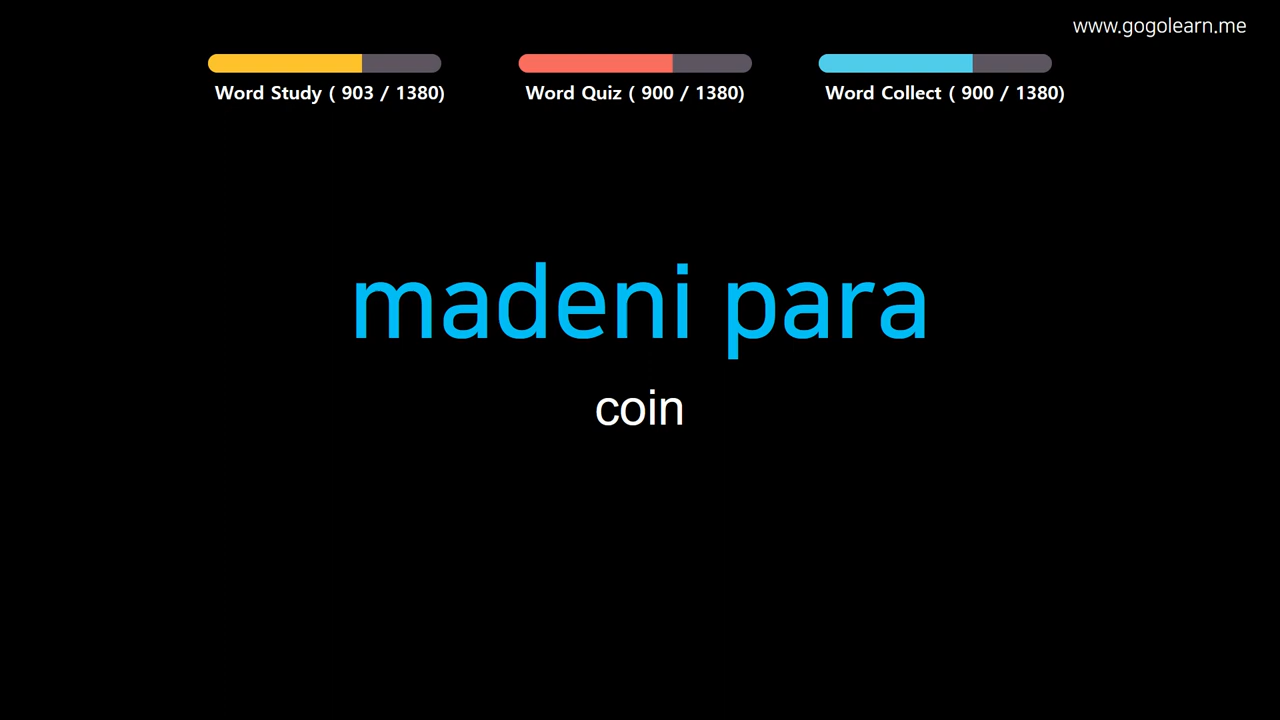 www.gogolearn.me
Word Study ( 903 / 1380)
Word Quiz ( 900 / 1380)
Word Collect ( 900 / 1380)
madeni para
coin